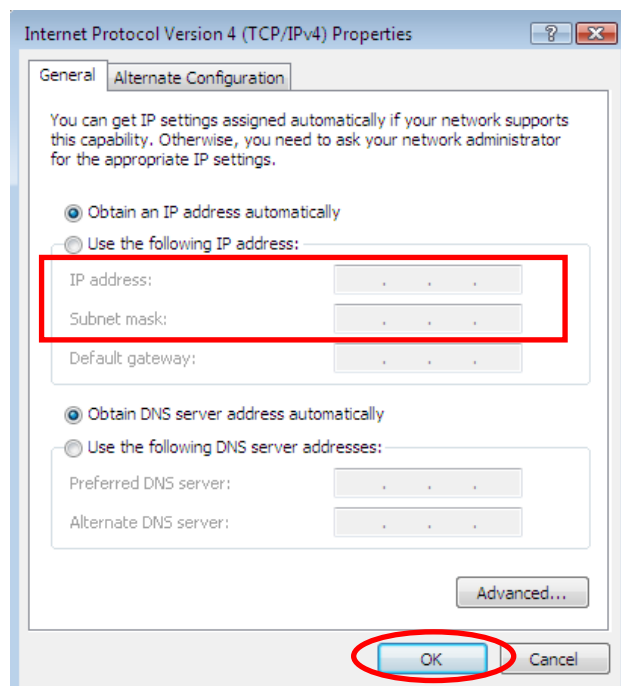 Internet Protocol Version 4 (TCP/IPv4) Properties
General
Alternate Configuration
You can get IP settings assigned automatically if your network supports
this capability. Otherwise, you need to ask your network administrator
for the appropriate IP settings.
Obtain an IP address automatically
Use the following IP address:
IP address:
Subnet mask:
Default gateway:
Obtain DNS server address automatically
Use the following DNS server addresses:
Preferred DNS server:
Alternate DNS server:
Advanced...
OK
Cancel